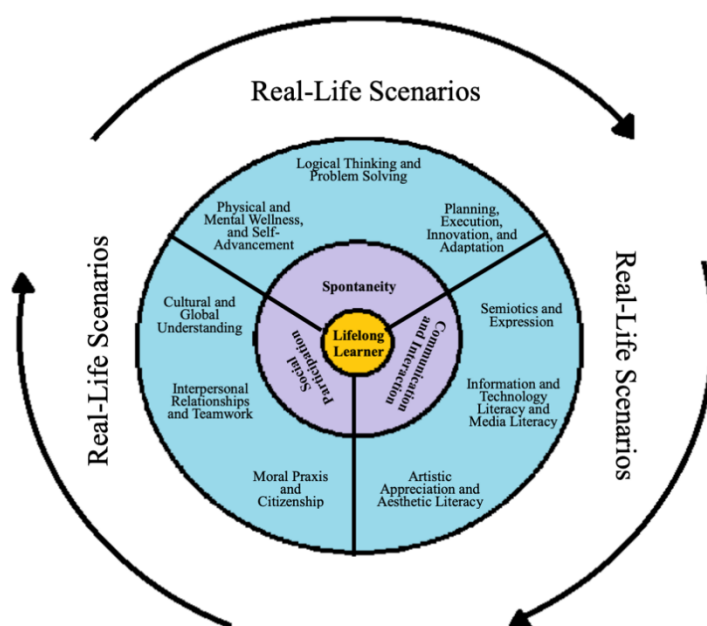 Real-Life Scenarios
Logical Thinking and
Problem Solving
Physical and
Mental Wellness,
and Self-
Advancement
Planning,
Execution,
Innovation, and
Adaptation
Spontaneity
Cultural and
Global
Understanding
Semiotics and
Expression
Lifelong
Learner
Social
Participation
Communication
and Interaction
Real-Life Scenarios
Real-Life Scenarios
Interpersonal
Relationships
and Teamwork
Information and
Technology
Literacy and
Media Literacy
Moral Praxis
and
Citizenship
Artistic
Appreciation and
Aesthetic Literacy